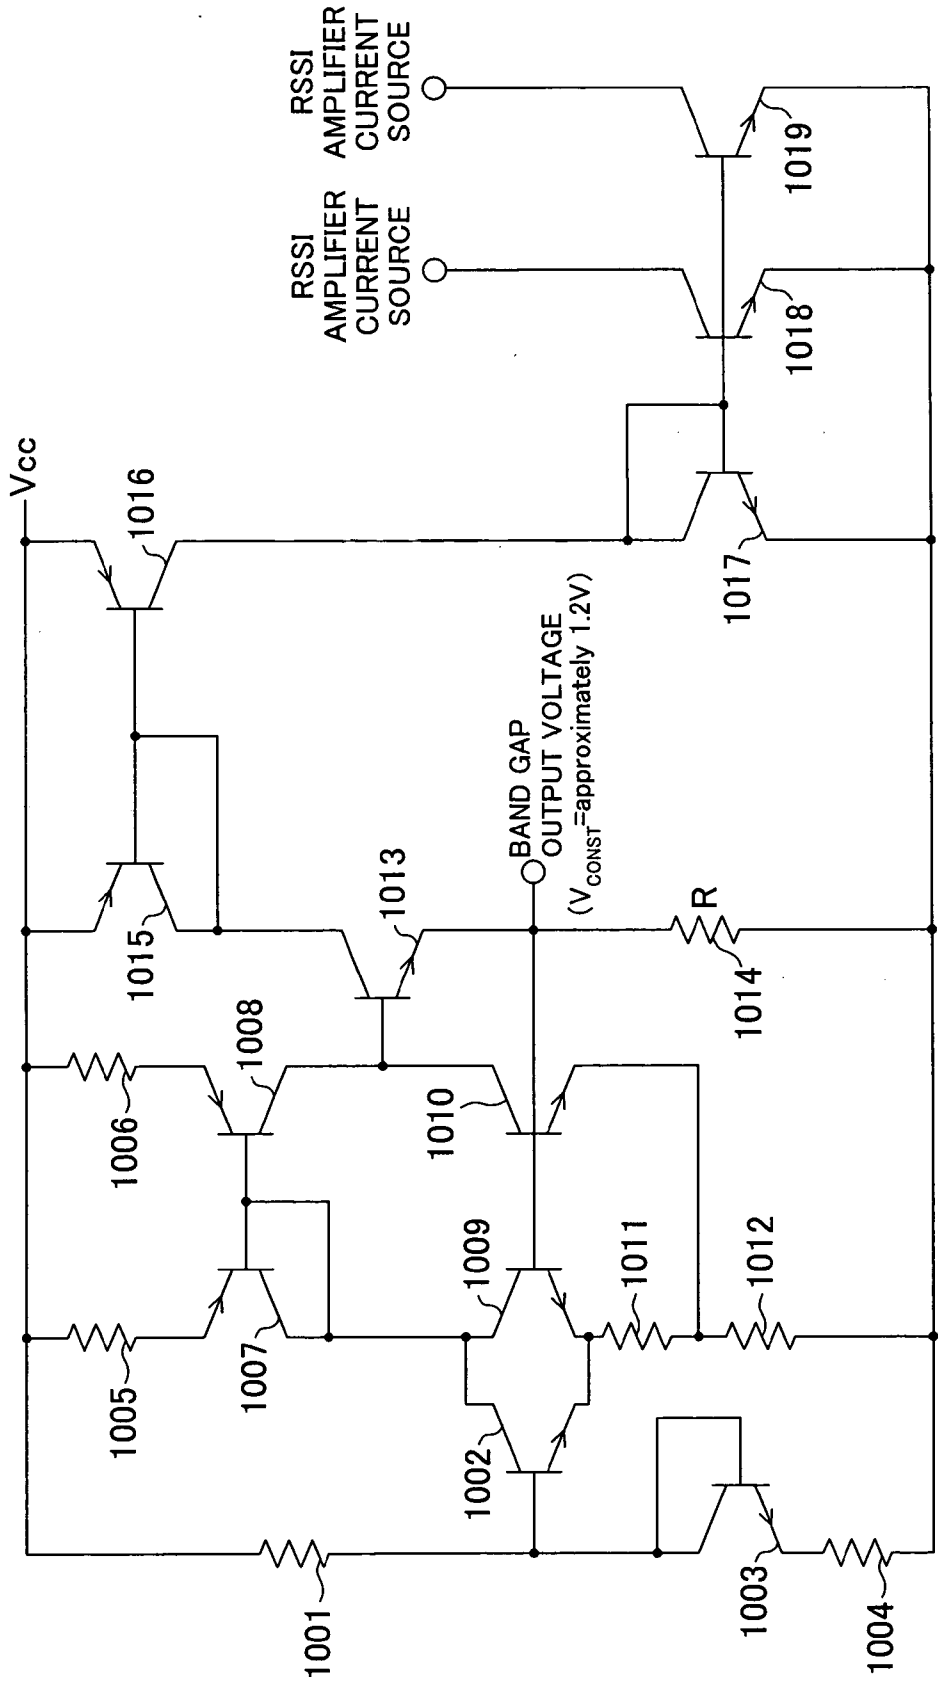 RSSI
AMPLIFIER
CURRENT
SOURCE
RSSI
AMPLIFIER
CURRENT
SOURCE
Vcc
1001
1002
1003
1004
1005
1006
1007
1008
1009
1010
1011
1012
1013
1014
R
1015
1016
1017
1018
1019
BAND GAP
OUTPUT VOLTAGE
(VCONST=approximately 1.2V)